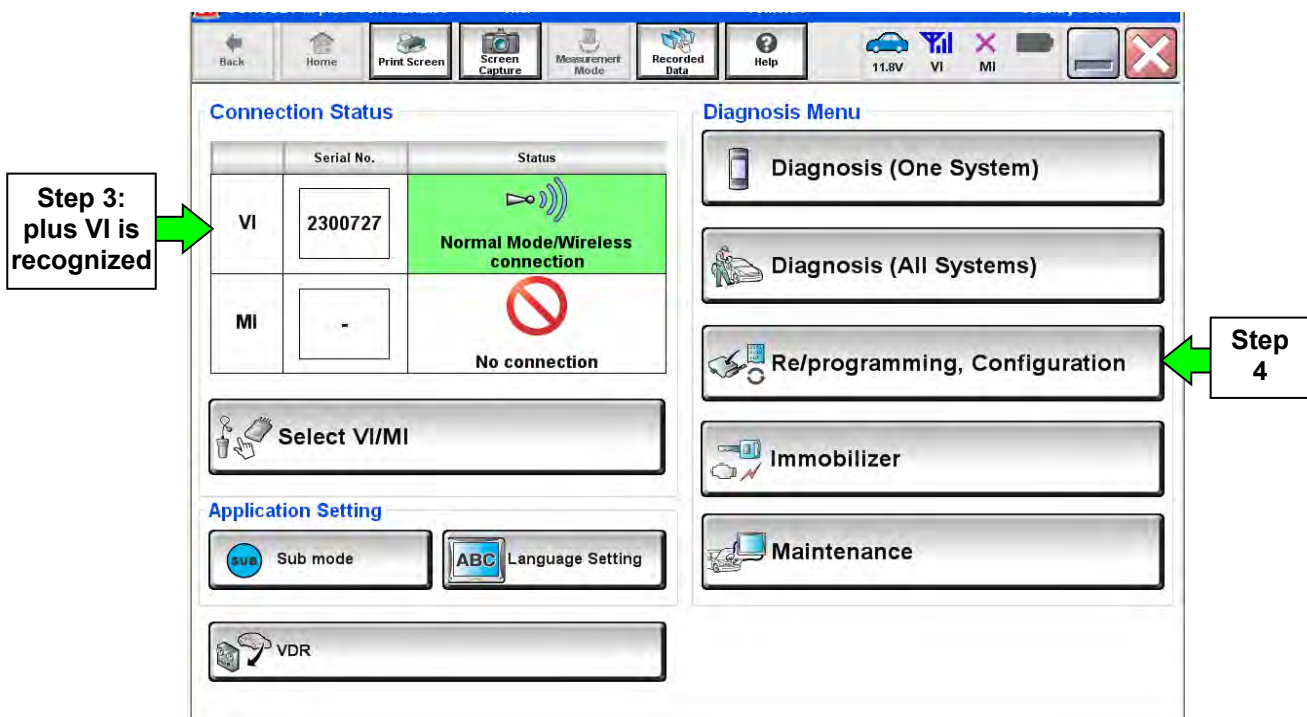 Back
Home
Print Screen
Screen
Capture
Measurement
Mode
Recorded
Data
?
Help
11.8V
VI
MI
Connection Status
Serial No.
Status
VI
2300727
Normal Mode/Wireless
connection
MI
-
No connection
Select VI/MI
Application Setting
SUB
Sub mode
ABC
Language Setting
VDR
Diagnosis Menu
Diagnosis (One System)
Diagnosis (All Systems)
Re/programming, Configuration
Immobilizer
Maintenance
Step 3:
plus VI is
recognized
Step
4